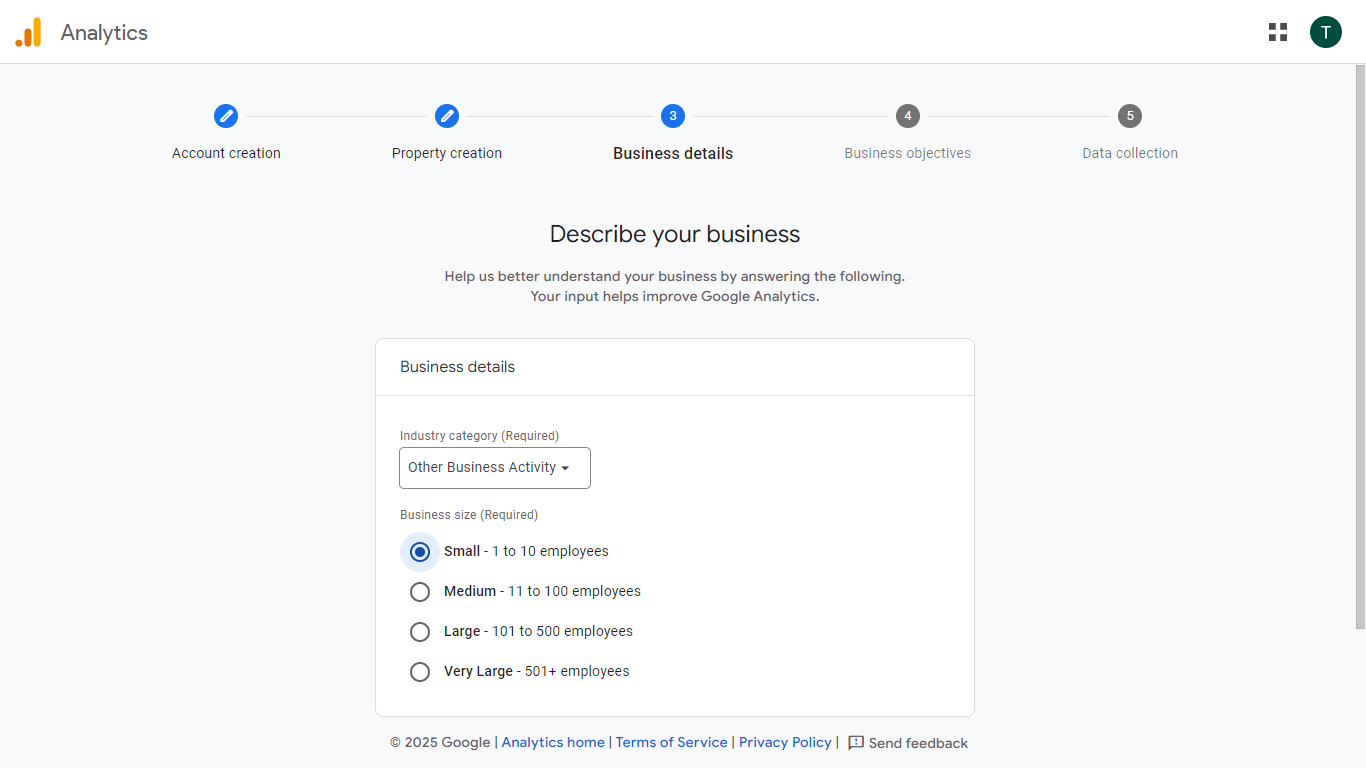 Analytics
T
3
4
5
Account creation
Property creation
Business details
Business objectives
Data collection
Describe your business
Help us better understand your business by answering the following.
Your input helps improve Google Analytics.
Business details
Industry category (Required)
Other Business Activity
Business size (Required)
Small - 1 to 10 employees
Medium - 11 to 100 employees
Large - 101 to 500 employees
Very Large - 501+ employees
© 2025 Google | Analytics home | Terms of Service | Privacy Policy | Send feedback